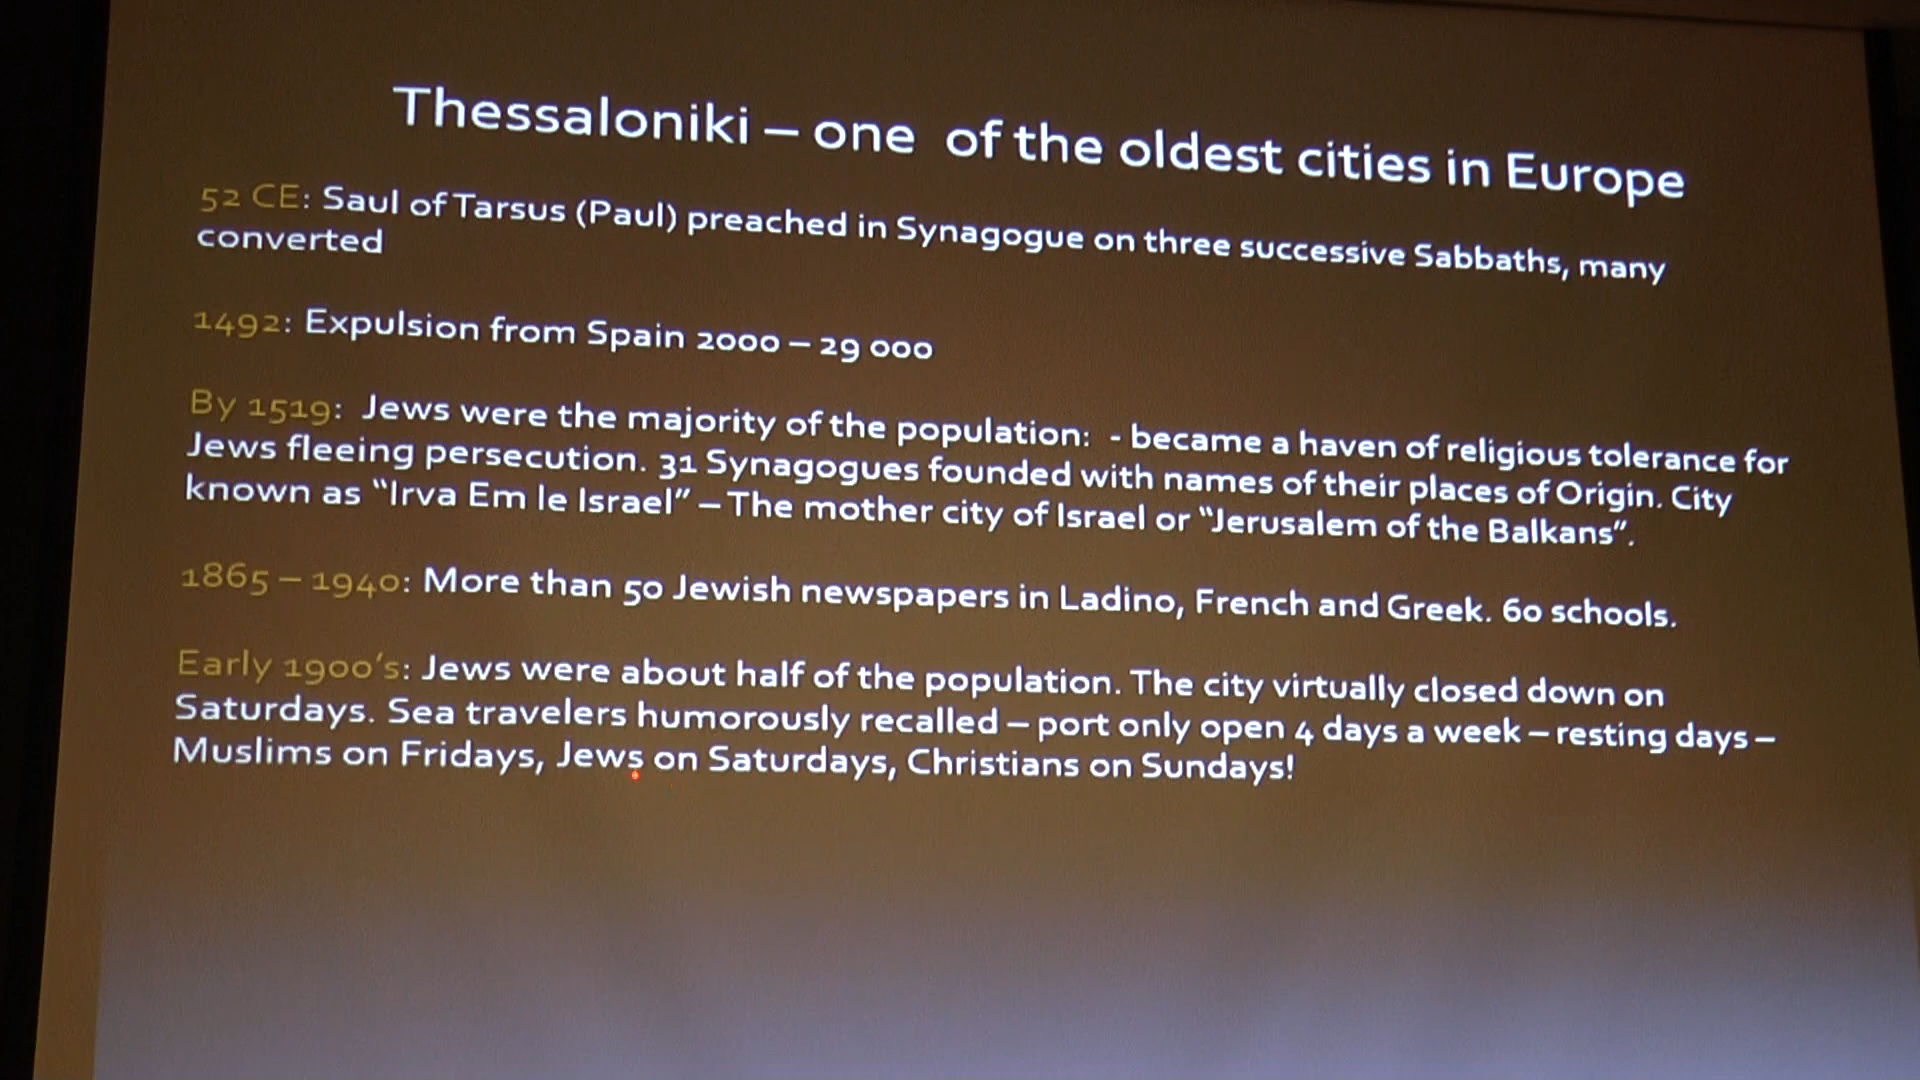 Thessaloniki – one of the oldest cities in Europe
52 CE: Saul of Tarsus (Paul) preached in Synagogue on three successive Sabbaths, many
converted
1492: Expulsion from Spain 2000 – 29 000
By 1519: Jews were the majority of the population: - became a haven of religious tolerance for
Jews fleeing persecution. 31 Synagogues founded with names of their places of Origin. City
known as “Irva Em le Israel” – The mother city of Israel or “Jerusalem of the Balkans”.
1865 – 1940: More than 50 Jewish newspapers in Ladino, French and Greek. 60 schools.
Early 1900’s: Jews were about half of the population. The city virtually closed down on
Saturdays. Sea travelers humorously recalled – port only open 4 days a week – resting days –
Muslims on Fridays, Jews on Saturdays, Christians on Sundays!